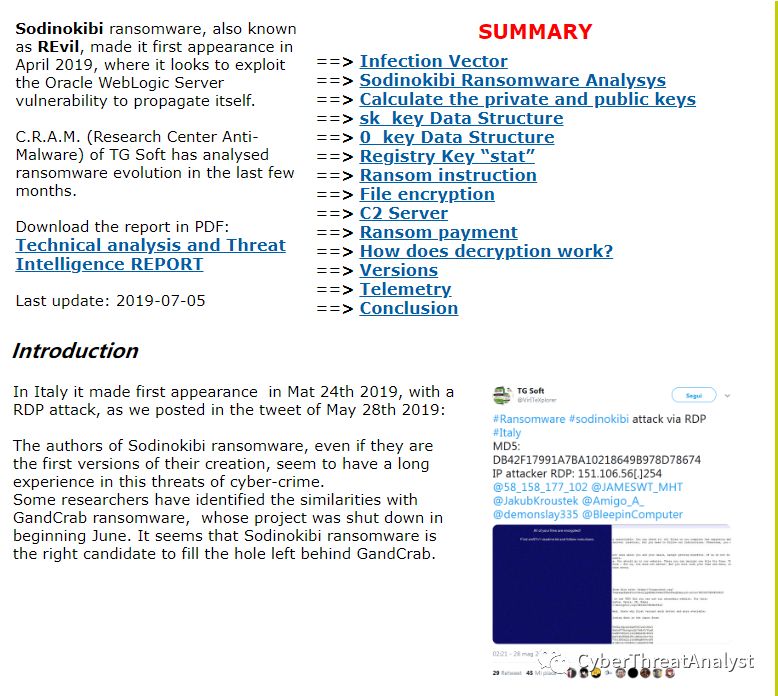 Sodinokibi ransomware, also known
as REvil, made it first appearance in
April 2019, where it looks to exploit
the Oracle WebLogic Server
vulnerability to propagate itself.
C.R.A.M. (Research Center Anti-
Malware) of TG Soft has analysed
ransomware evolution in the last few
months.
Download the report in PDF:
Technical analysis and Threat
Intelligence REPORT
Last update: 2019-07-05
SUMMARY
==> Infection Vector
==> Sodinokibi Ransomware Analysys
==> Calculate the private and public keys
==> sk_key Data Structure
==> 0_key Data Structure
==> Registry Key “stat”
==> Ransom instruction
==> File encryption
==> C2 Server
==> Ransom payment
==> How does decryption work?
==> Versions
==> Telemetry
==> Conclusion
Introduction
In Italy it made first appearance in Mat 24th 2019, with a
RDP attack, as we posted in the tweet of May 28th 2019:
The authors of Sodinokibi ransomware, even if they are
the first versions of their creation, seem to have a long
experience in this threats of cyber-crime.
Some researchers have identified the similarities with
GandCrab ransomware, whose project was shut down in
beginning June. It seems that Sodinokibi ransomware is
the right candidate to fill the hole left behind GandCrab.
TG Soft
@VirITeXplorer
Segui
#Ransomware #sodinokibi attack via RDP
#Italy
MD5:
DB42F17991A7BA10218649B978D78674
IP attacker RDP: 151.106.56[.]254
@58_158_177_102 @JAMESWT_MHT
@JakubKroustek @Amigo_A_
@demonslay335 @BleepinComputer
All of your files are encrypted!
02:21 - 28 mag
29 Retweet 45 Mi piace
CyberThreatAnalyst